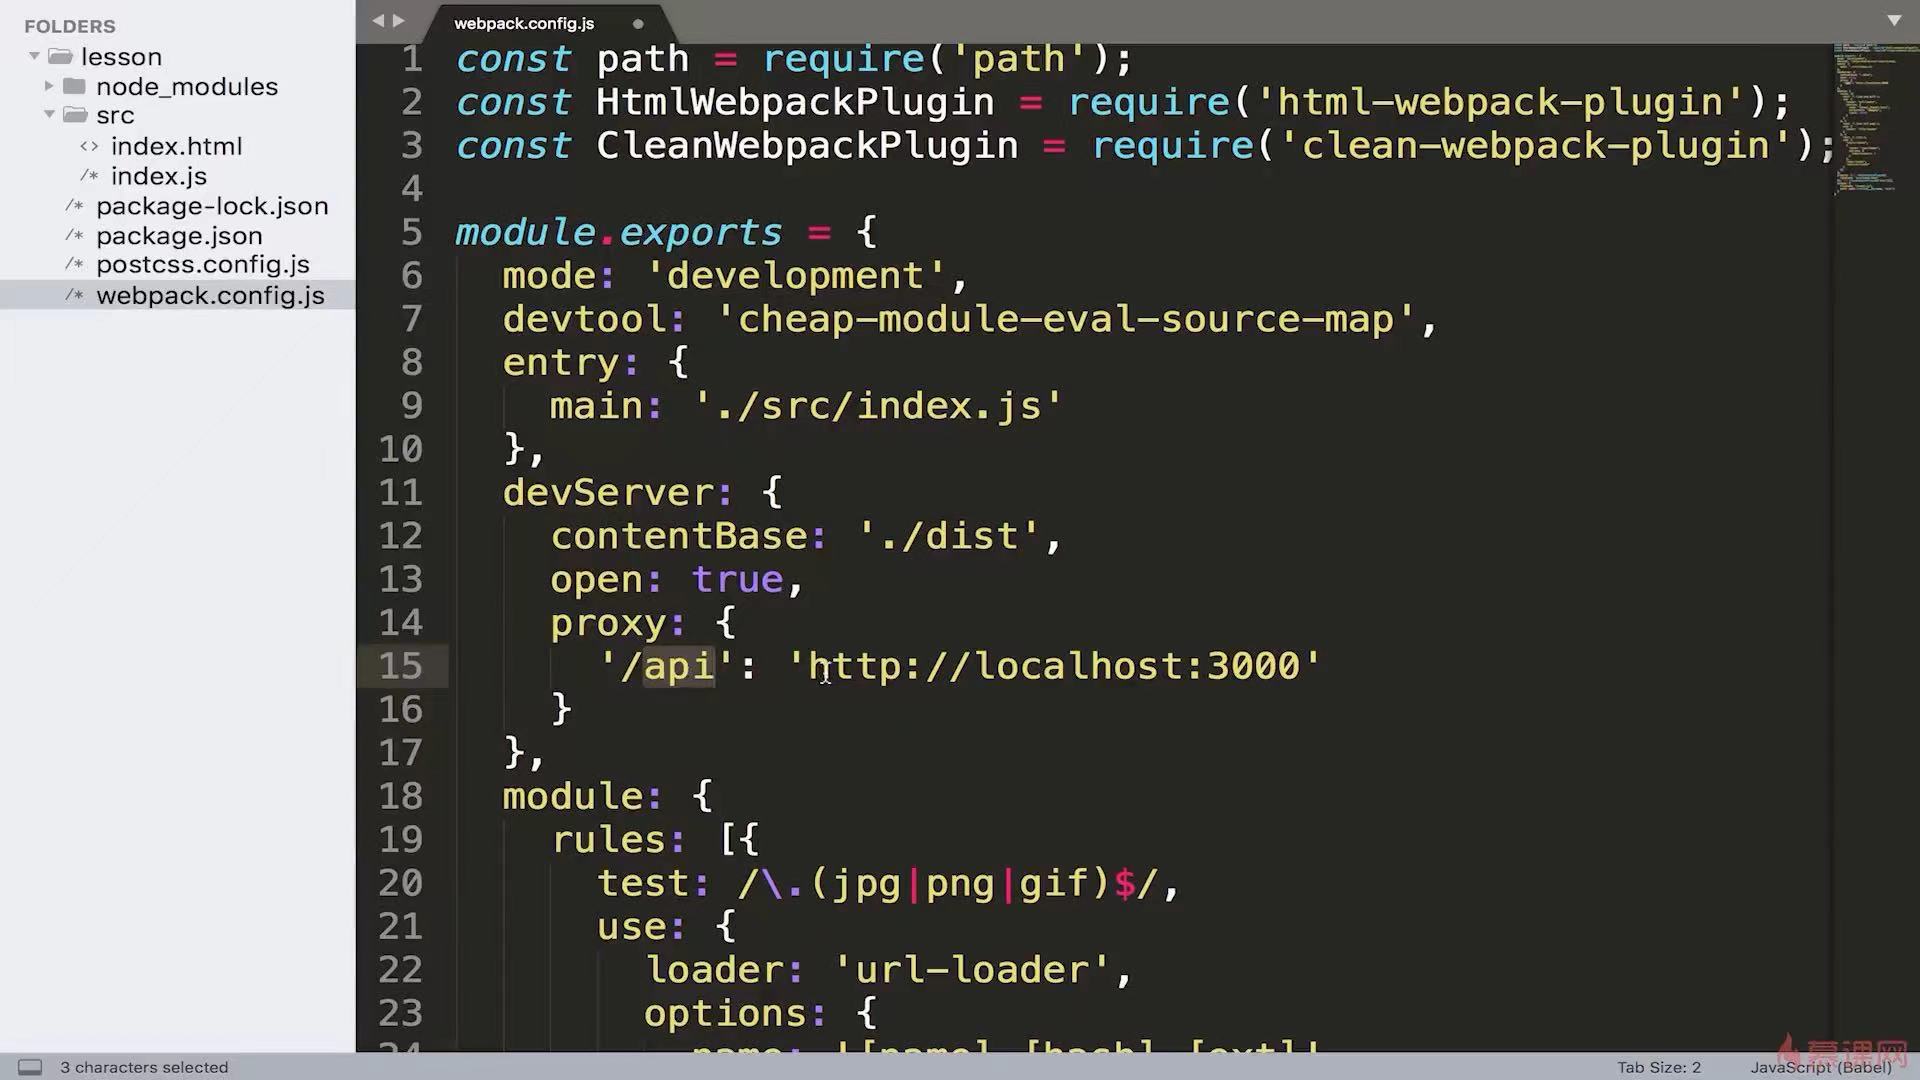 FOLDERS
lesson
node_modules
src
<> index.html
/* index.js
/* package-lock.json
/* package.json
/* postcss.config.js
/* webpack.config.js
webpack.config.js
1 const path = require('path');
2 const HtmlWebpackPlugin = require('html-webpack-plugin');
3 const CleanWebpackPlugin = require('clean-webpack-plugin');
4
5 module.exports = {
6 mode: 'development',
7 devtool: 'cheap-module-eval-source-map',
8 entry: {
9 main: './src/index.js'
10 },
11 devServer: {
12 contentBase: './dist',
13 open: true,
14 proxy: {
15 '/api': 'http://localhost:3000'
16 }
17 },
18 module: {
19 rules: [{
20 test: /\.(jpg|png|gif)$/,
21 use: {
22 loader: 'url-loader',
23 options: {
24 name: '[name]_[hash].[ext]'
3 characters selected
Tab Size: 2
JavaScript (Babel)
慕课网